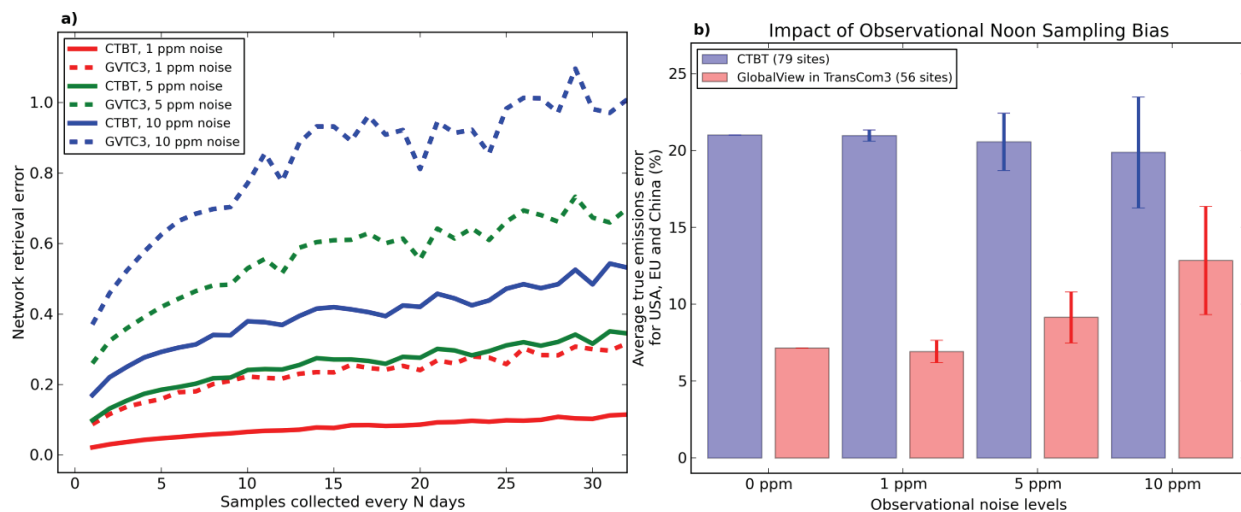 a)
CTBT, 1 ppm noise
GVTC3, 1 ppm noise
CTBT, 5 ppm noise
GVTC3, 5 ppm noise
CTBT, 10 ppm noise
GVTC3, 10 ppm noise
Network retrieval error
1.0
0.8
0.6
0.4
0.2
0.0
0 5 10 15 20 25 30
Samples collected every N days
b) Impact of Observational Noon Sampling Bias
CTBT (79 sites)
GlobalView in TransCom3 (56 sites)
Average true emissions error
for USA, EU and China (%)
25
20
15
10
5
0
0 ppm 1 ppm 5 ppm 10 ppm
Observational noise levels